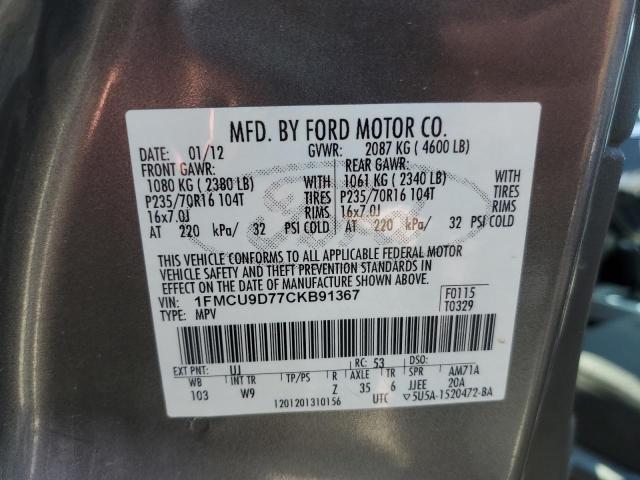 MFD. BY FORD MOTOR CO.
DATE: 01/12 GVWR: 2087 KG ( 4600 LB)
FRONT GAWR: REAR GAWR:
1080 KG ( 2380 LB) WITH 1061 KG ( 2340 LB) WITH
P235/70R16 104T TIRES P235/70R16 104T TIRES
16x7.0J RIMS 16x7.0J RIMS
AT 220 kPa/ 32 PSI COLD AT 220 kPa/ 32 PSI COLD
THIS VEHICLE CONFORMS TO ALL APPLICABLE FEDERAL MOTOR
VEHICLE SAFETY AND THEFT PREVENTION STANDARDS IN
EFFECT ON THE DATE OF MANUFACTURE SHOWN ABOVE.
VIN: 1FMCU9D77CKB91367 F0115
TYPE: MPV T0329
EXT PNT: UJ RC: 53 DSO:
WB INT TR TP/PS R AXLE TR SPR AM71A
103 W9 Z 35 6 JJEE 20A
1201201310156 UTC ▽5U5A-1520472-BA